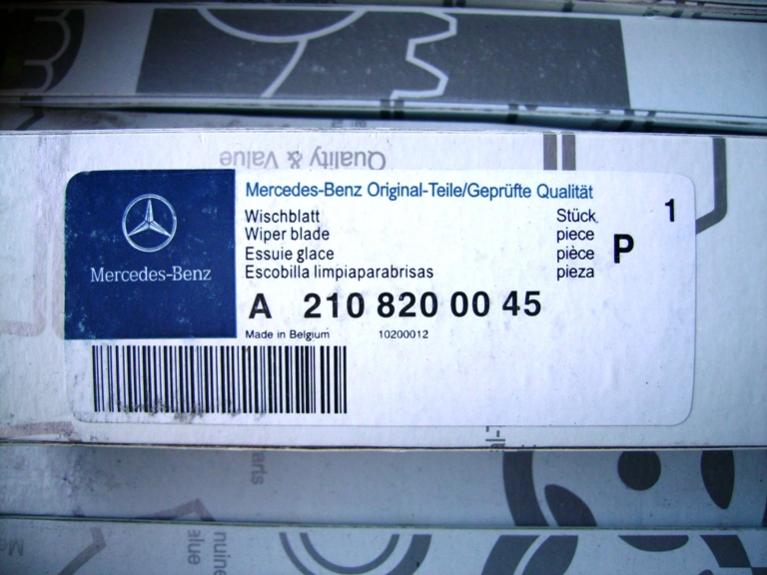 Quality & Value
Mercedes-Benz Original-Teile/Geprüfte Qualität
Mercedes-Benz
Wischblatt Stück 1
Wiper blade piece
Essuie glace pièce P
Escobilla limpiaparabrisas pieza
A 210 820 00 45
Made in Belgium 10200012